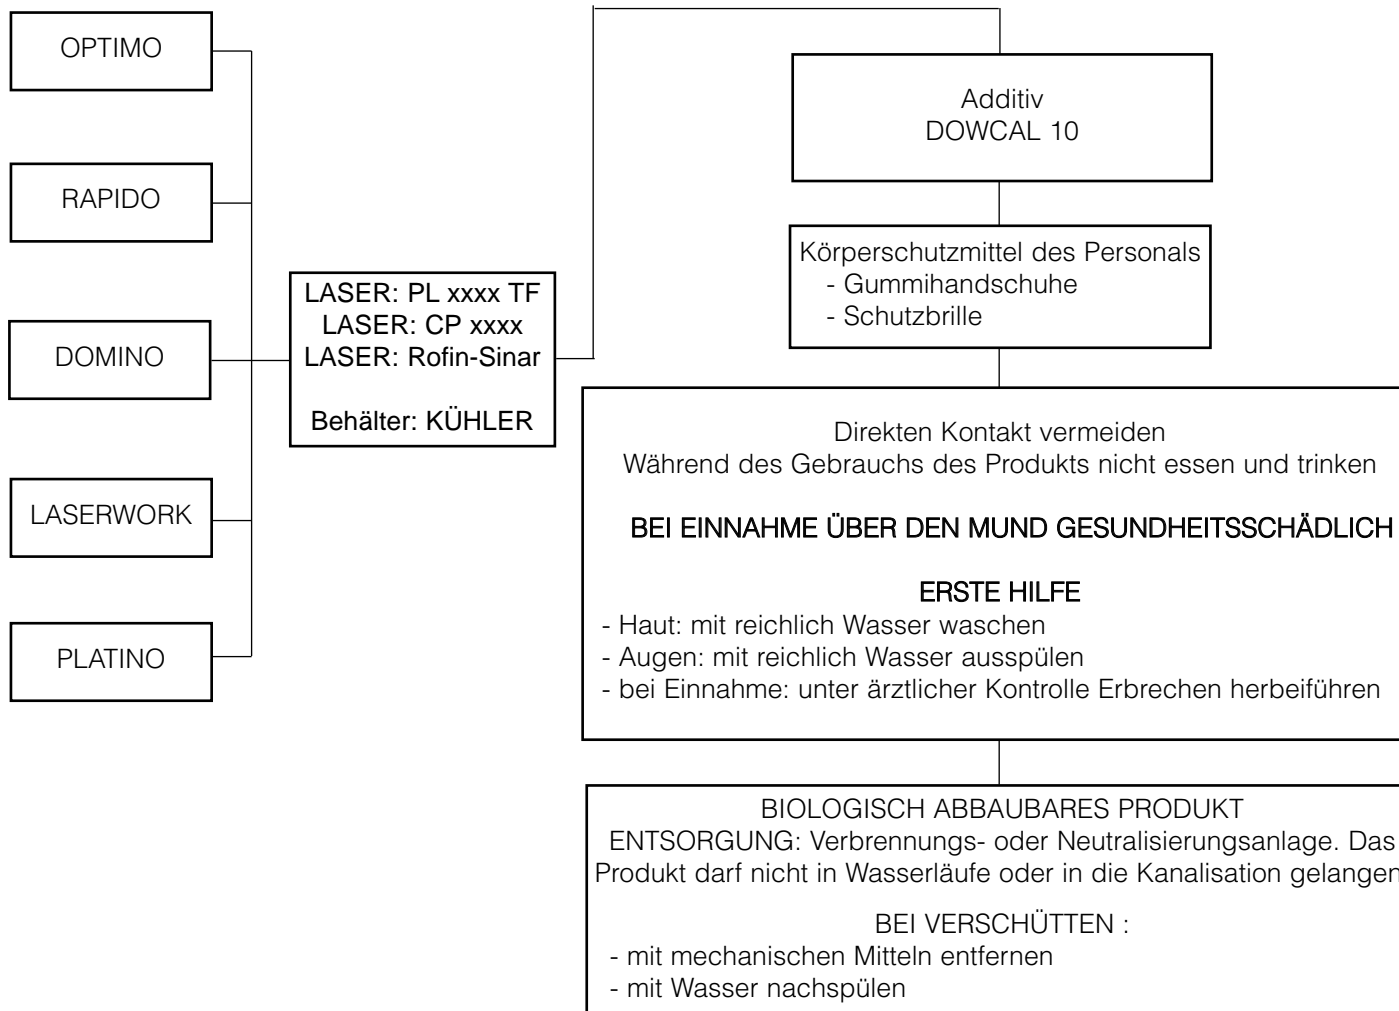 OPTIMO
RAPIDO
DOMINO
LASERWORK
PLATINO
LASER: PL xxxx TF
LASER: CP xxxx
LASER: Rofin-Sinar
Behälter: KÜHLER
Additiv
DOWCAL 10
Körperschutzmittel des Personals
- Gummihandschuhe
- Schutzbrille
Direkten Kontakt vermeiden
Während des Gebrauchs des Produkts nicht essen und trinken
BEI EINNAHME ÜBER DEN MUND GESUNDHEITSSCHÄDLICH
ERSTE HILFE
- Haut: mit reichlich Wasser waschen
- Augen: mit reichlich Wasser ausspülen
- bei Einnahme: unter ärztlicher Kontrolle Erbrechen herbeiführen
BIOLOGISCH ABBAUBARES PRODUKT
ENTSORGUNG: Verbrennungs- oder Neutralisierungsanlage. Das
Produkt darf nicht in Wasserläufe oder in die Kanalisation gelangen
BEI VERSCHÜTTEN :
- mit mechanischen Mitteln entfernen
- mit Wasser nachspülen